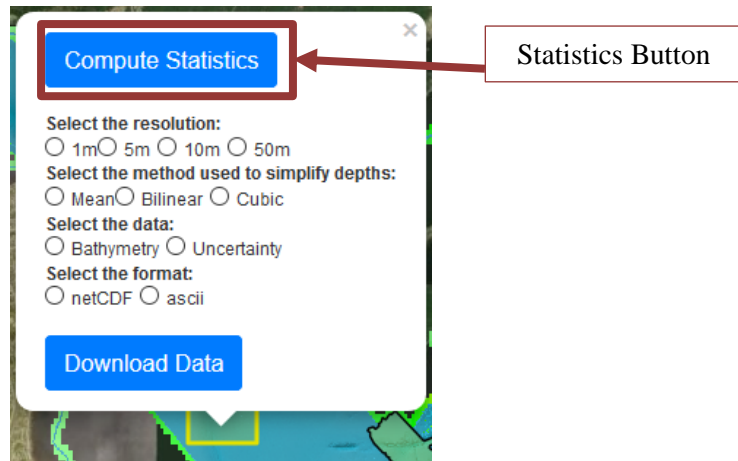 ×
Compute Statistics
Statistics Button
Select the resolution:
1m 5m 10m 50m
Select the method used to simplify depths:
Mean Bilinear Cubic
Select the data:
Bathymetry Uncertainty
Select the format:
netCDF ascii
Download Data